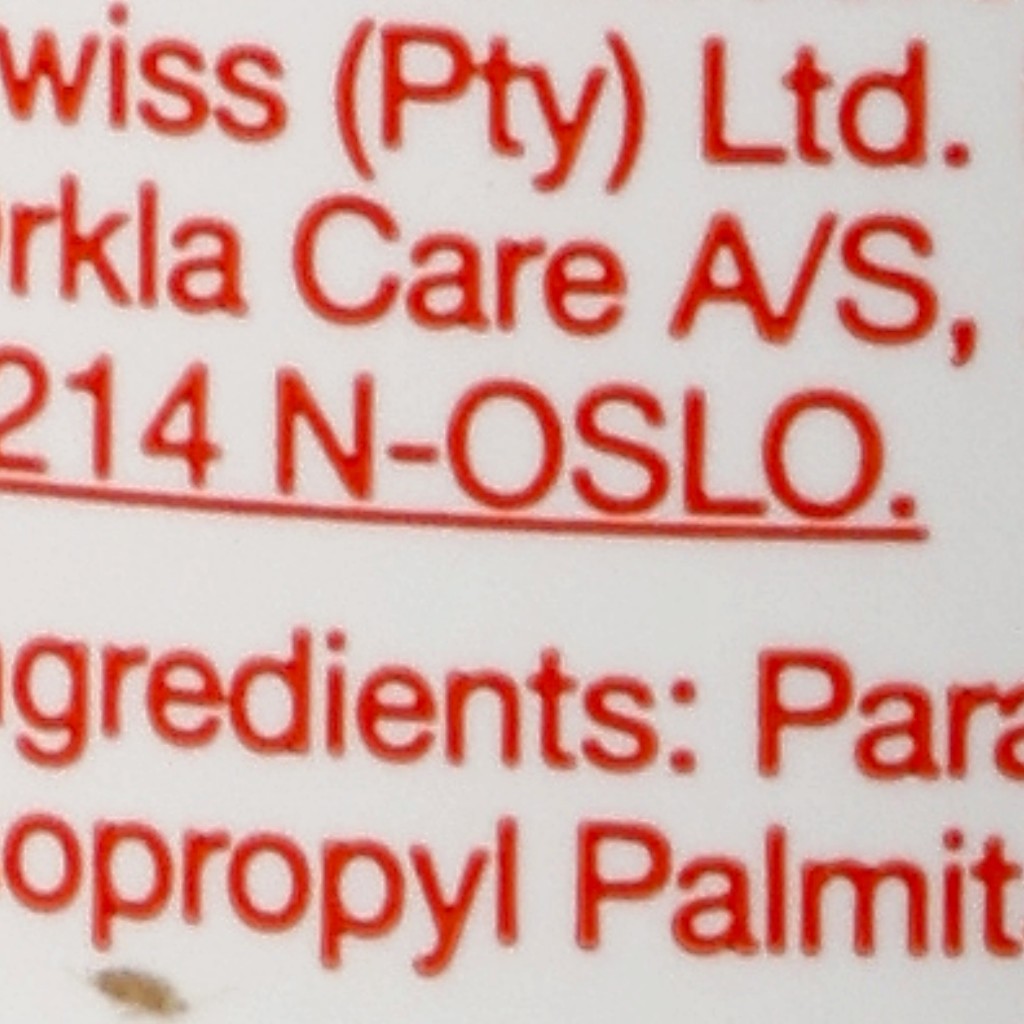 wiss (Pty) Ltd.
rkla Care A/S,
214 N-OSLO.
gredients: Para
opropyl Palmit